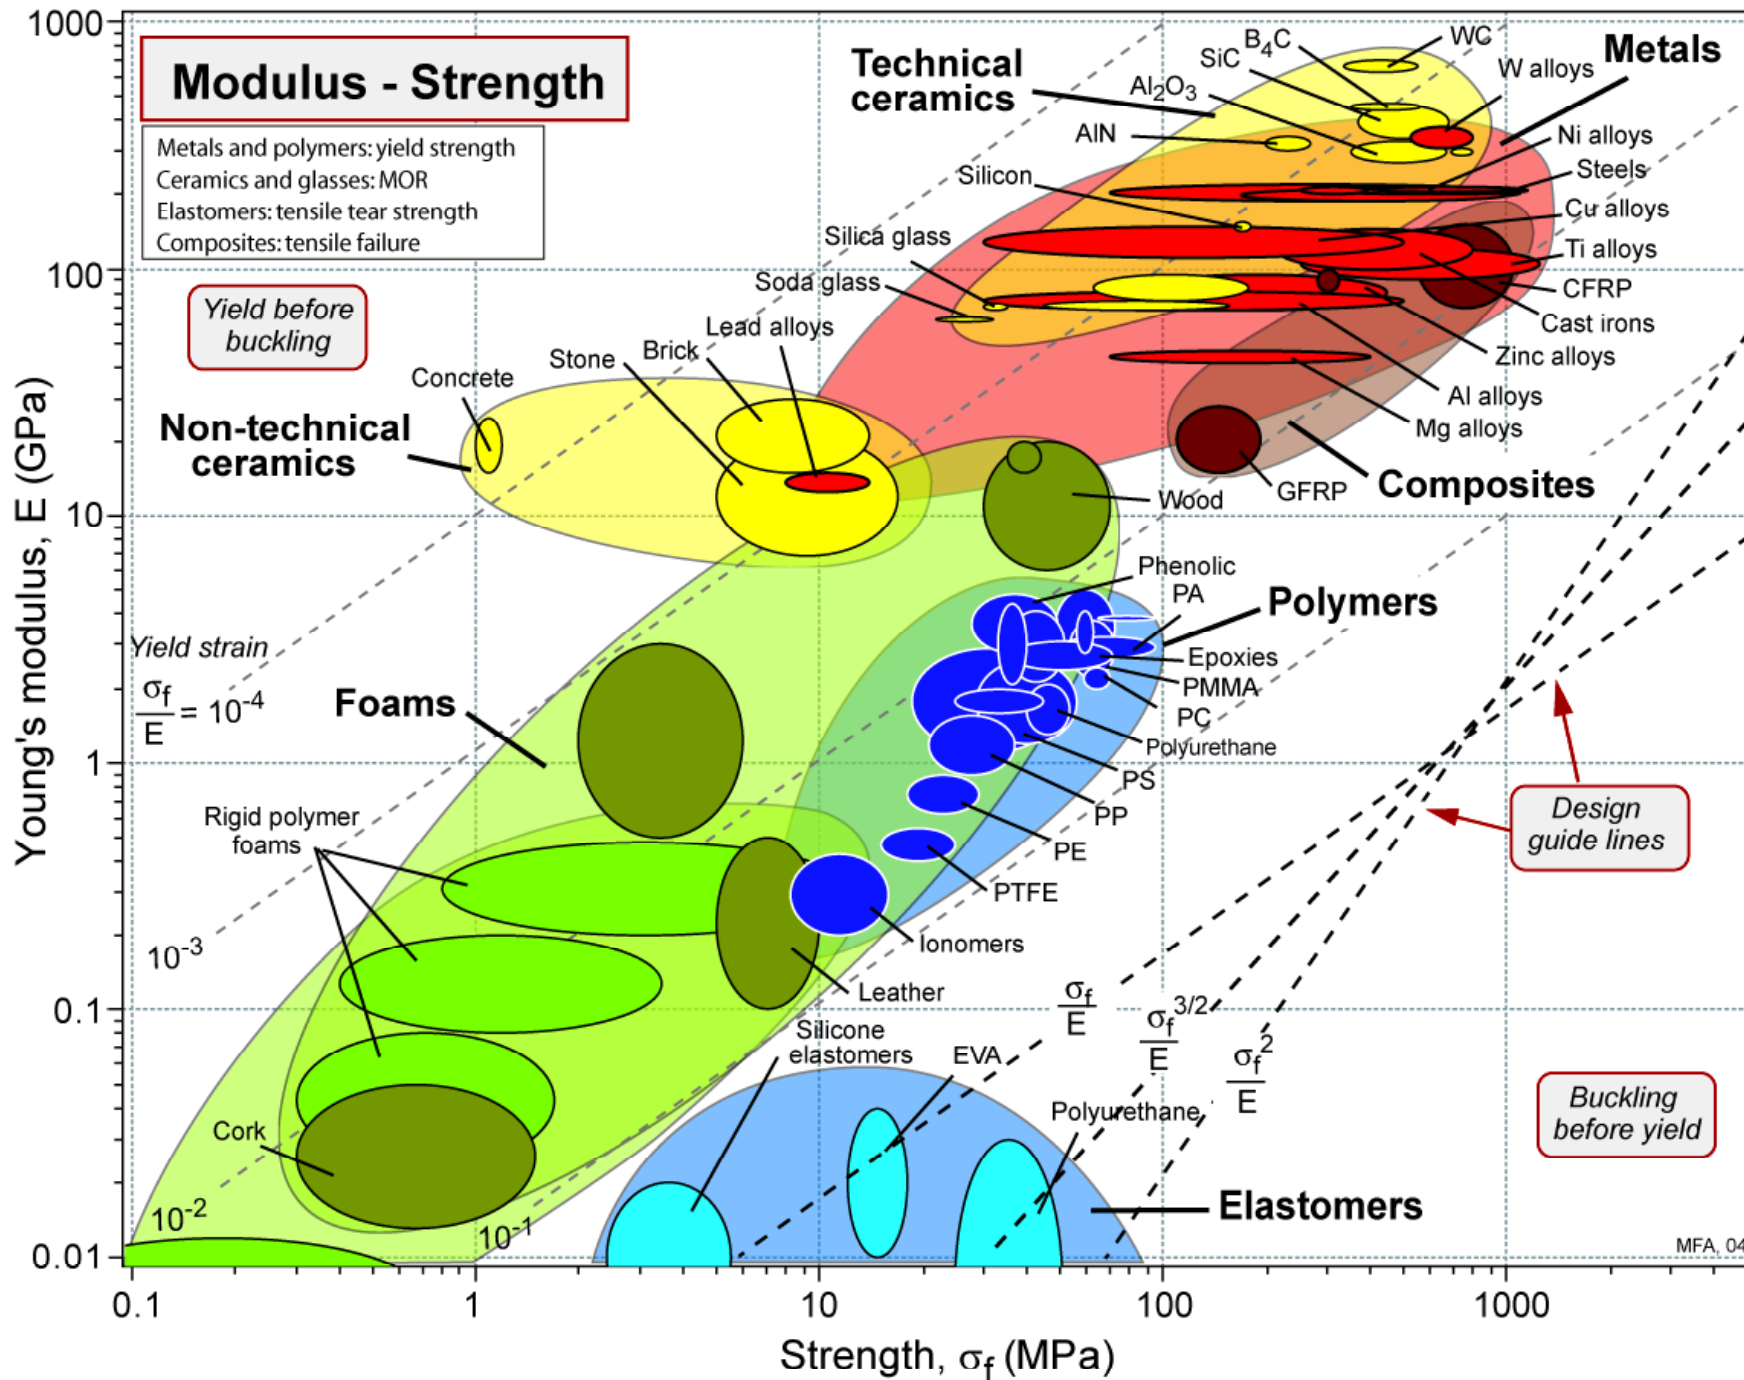 1000
100
10
1
0.1
0.01
Young's modulus, E (GPa)
Modulus - Strength
Metals and polymers: yield strength
Ceramics and glasses: MOR
Elastomers: tensile tear strength
Composites: tensile failure
Yield before
buckling
Technical
ceramics
B4C
WC
SiC
Al2O3
AlN
Silicon
Silica glass
Soda glass
Metals
W alloys
Ni alloys
Steels
Cu alloys
Ti alloys
CFRP
Cast irons
Zinc alloys
Al alloys
Mg alloys
Composites
GFRP
Lead alloys
Brick
Stone
Concrete
Non-technical
ceramics
Wood
Phenolic
PA
Polymers
Epoxies
PMMA
PC
Polyurethane
PS
PP
PE
PTFE
Ionomers
Leather
Yield strain
σf
E
= 10-4
Foams
Rigid polymer
foams
10-3
Cork
10-2
10-1
Silicone
elastomers
EVA
Polyurethane
Elastomers
σf
E
σf3/2
E
σf2
E
Design
guide lines
Buckling
before yield
MFA, 04
0.1
1
10
100
1000
Strength, σf (MPa)